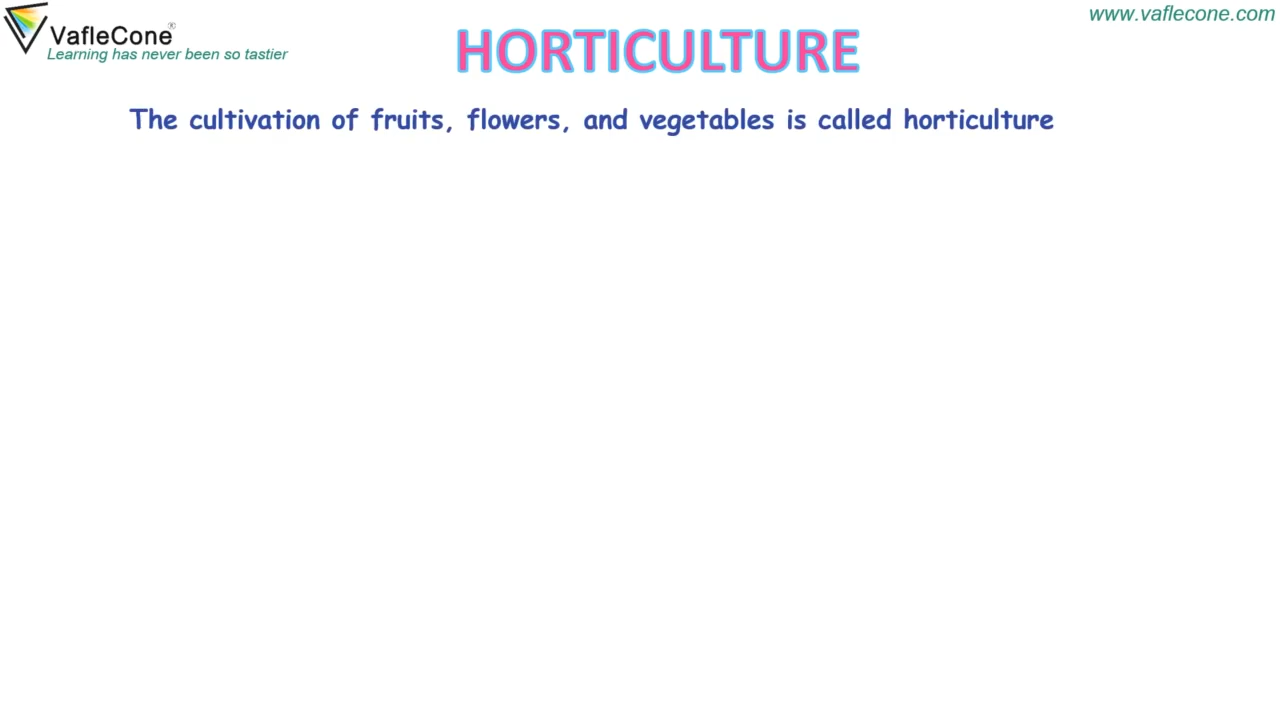 VafleCone®
Learning has never been so tastier
www.vaflecone.com
HORTICULTURE
The cultivation of fruits, flowers, and vegetables is called horticulture